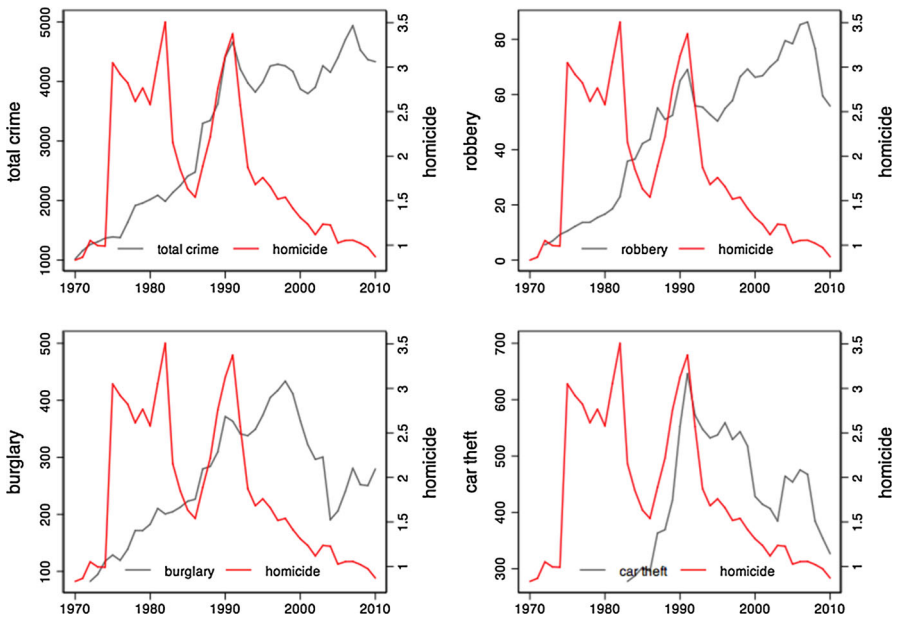 total crime
5000
4000
3000
2000
1000
3.5
3
2.5
2
1.5
1
homicide
total crime homicide
1970 1980 1990 2000 2010
robbery
80
60
40
20
0
3.5
3
2.5
2
1.5
1
homicide
robbery homicide
1970 1980 1990 2000 2010
burglary
500
400
300
200
100
3.5
3
2.5
2
1.5
1
homicide
burglary homicide
1970 1980 1990 2000 2010
car theft
700
600
500
400
300
3.5
3
2.5
2
1.5
1
homicide
car theft homicide
1970 1980 1990 2000 2010